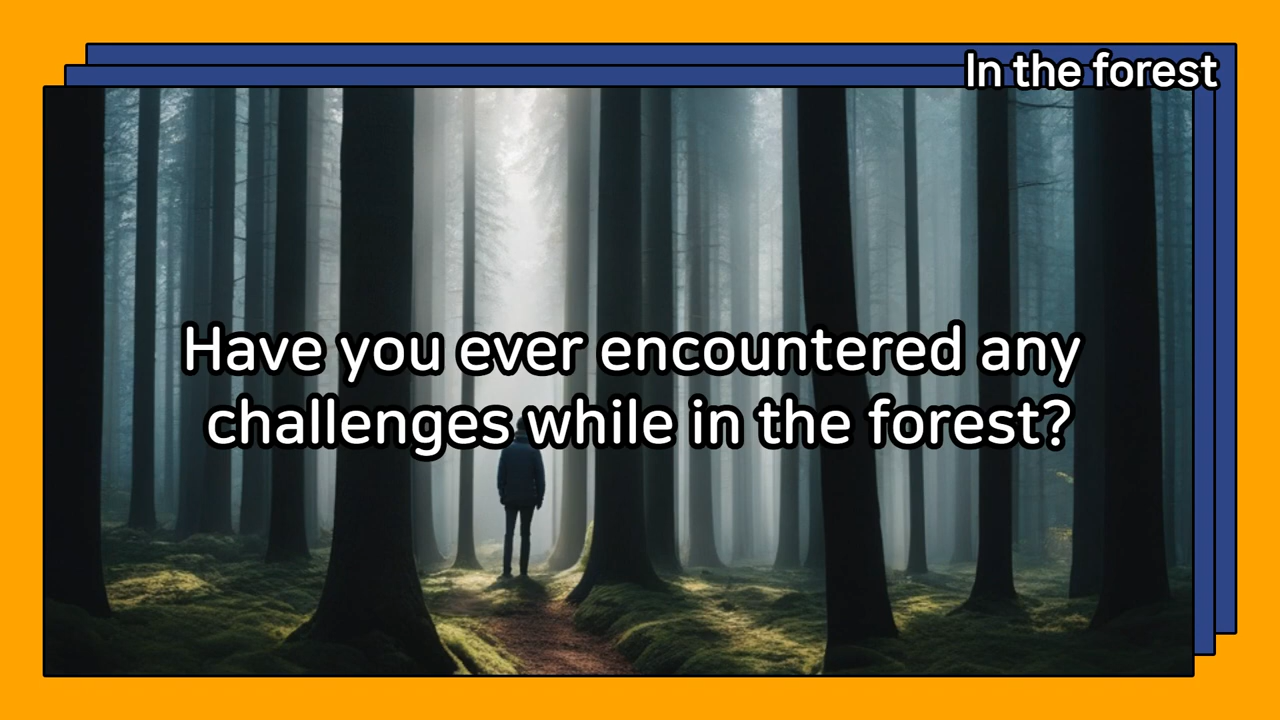 In the forest
Have you ever encountered any
challenges while in the forest?